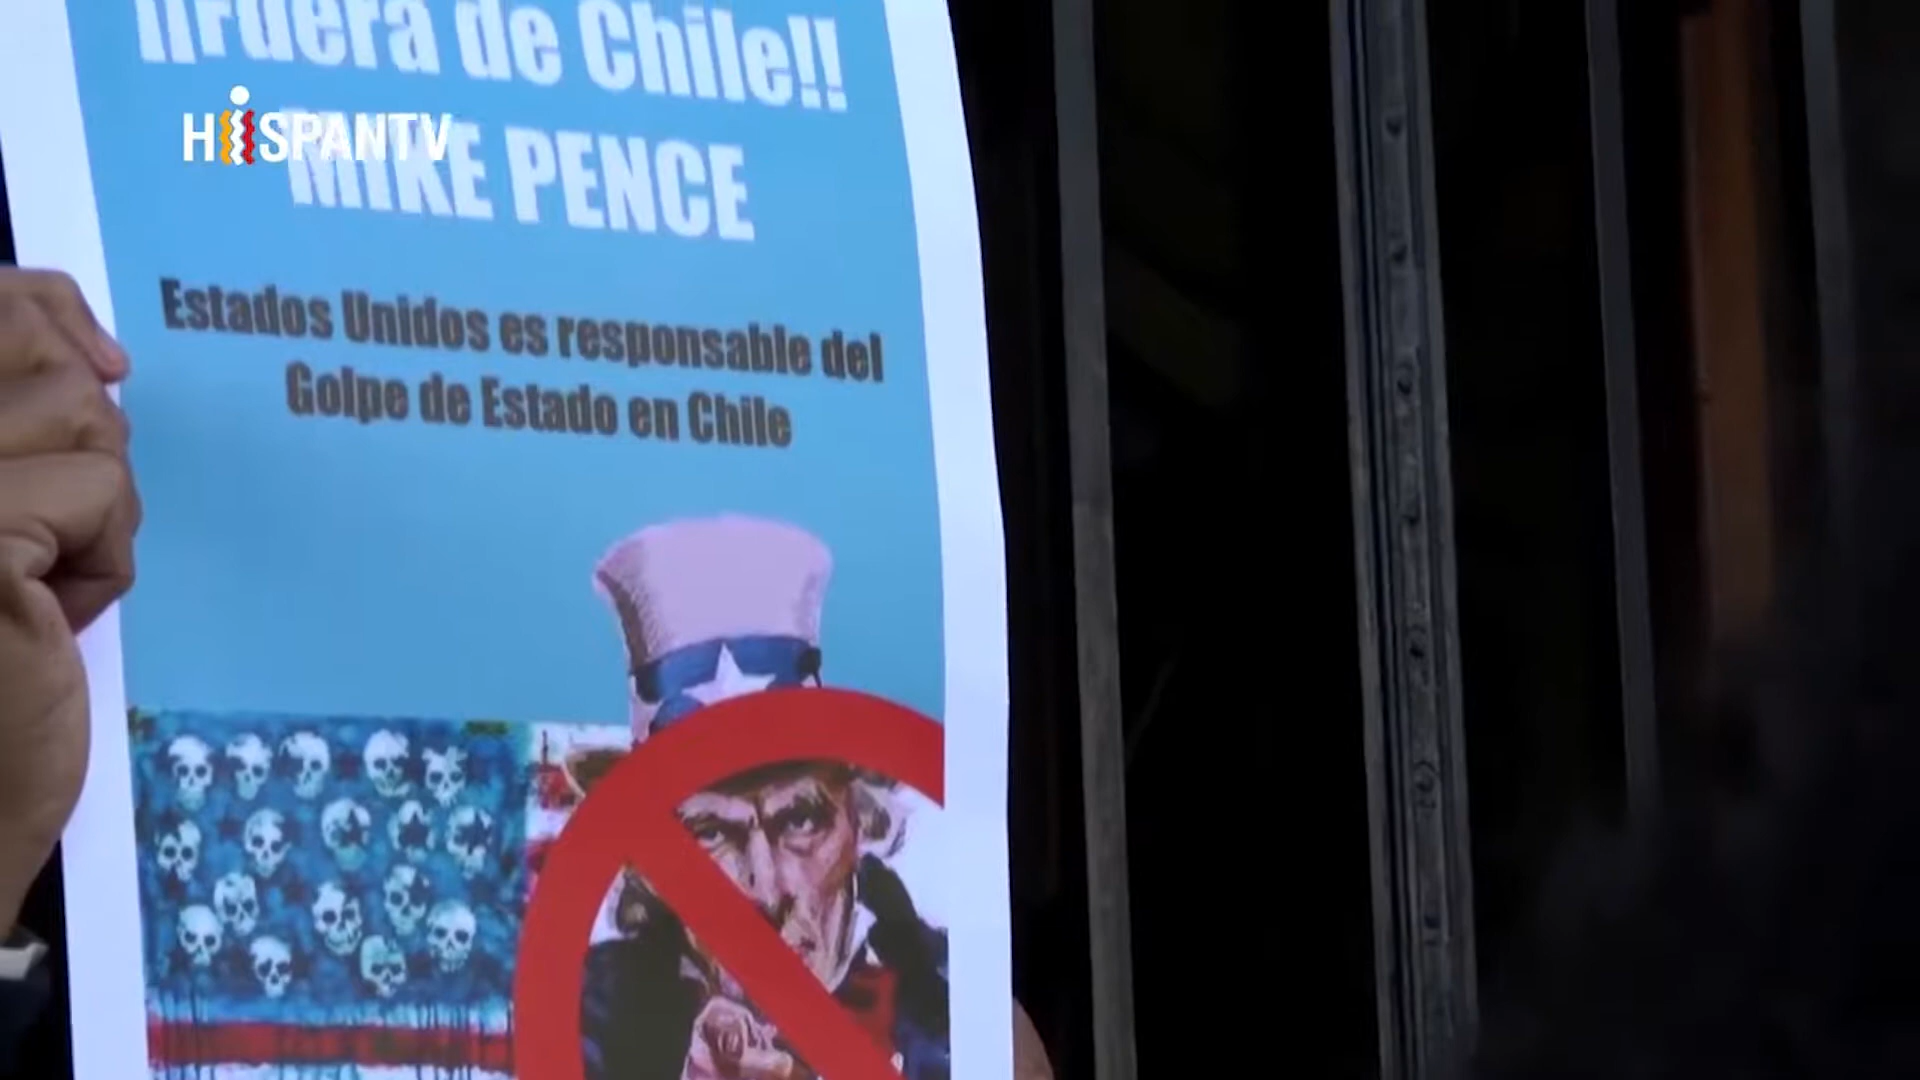 ¡¡Fuera de Chile!!
HISPANTV
MIKE PENCE
Estados Unidos es responsable del
Golpe de Estado en Chile